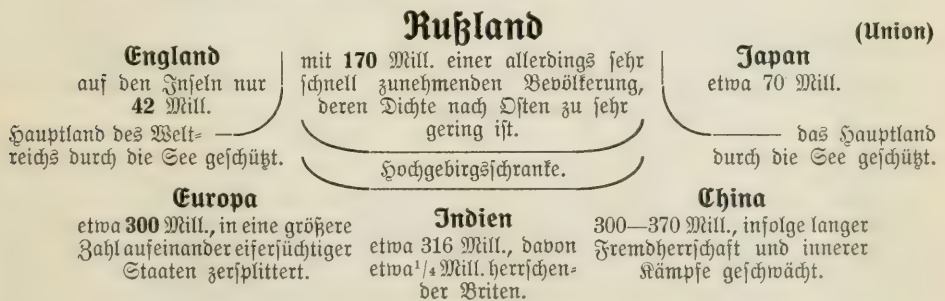 Rußland
(Union)
England
auf den Inseln nur
42 Mill.
Hauptland des Welt-
reichs durch die See geschützt.
mit 170 Mill. einer allerdings sehr
schnell zunehmenden Bevölkerung,
deren Dichte nach Osten zu sehr
gering ist.
Japan
etwa 70 Mill.
das Hauptland
durch die See geschützt.
Hochgebirgsschranke.
Europa
etwa 300 Mill., in eine größere
Zahl aufeinander eifersüchtiger
Staaten zersplittert.
Indien
etwa 316 Mill., davon
etwa 1/4 Mill. herrschen-
der Briten.
China
300—370 Mill., infolge langer
Fremdherrschaft und innerer
Kämpfe geschwächt.